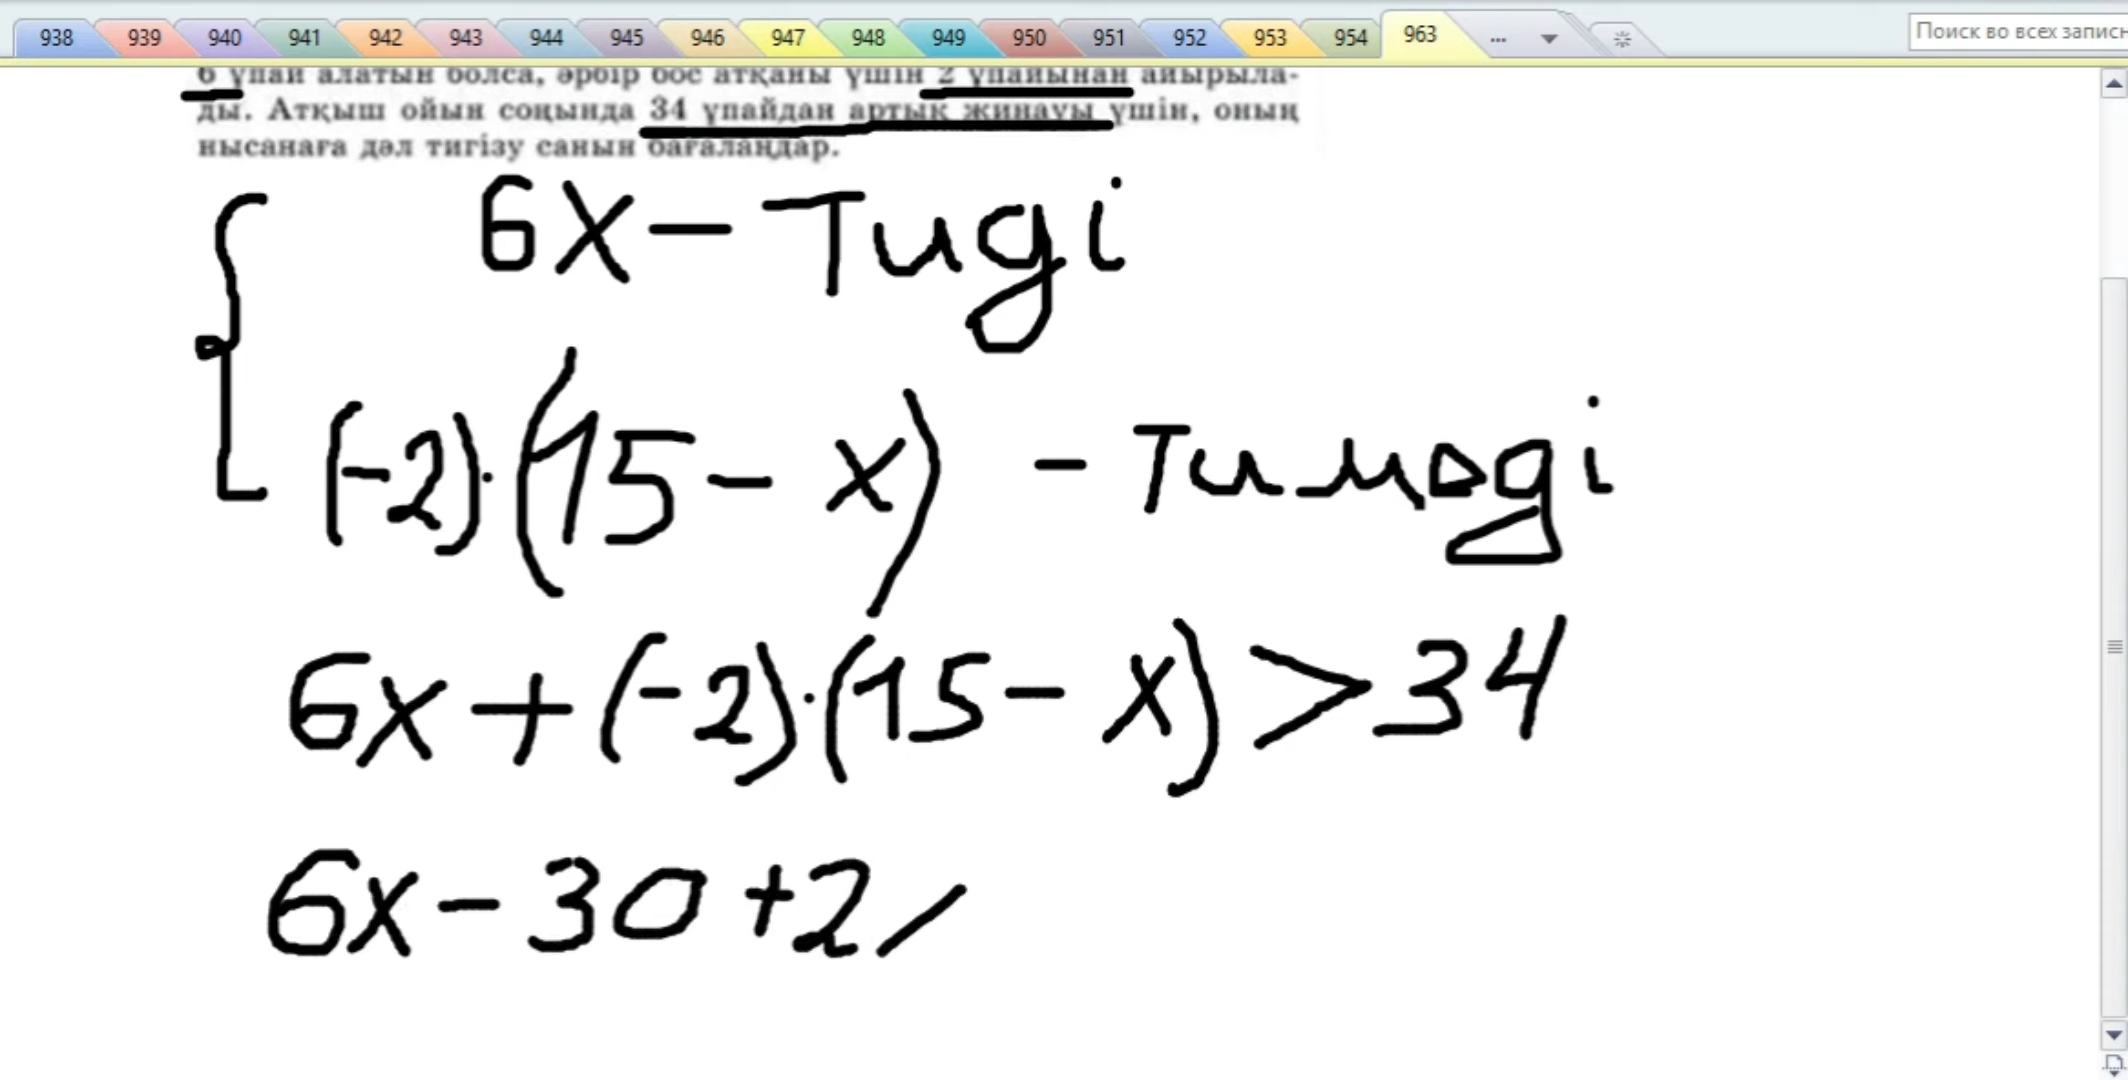 938 939 940 941 942 943 944 945 946 947 948 949 950 951 952 953 954 963 ... Поиск во всех записн
6 ұпай алатын болса, әрбір бос атқаны үшін 2 ұпайынан айырыла-
ды. Атқыш ойын соңында 34 ұпайдан артық жинауы үшін, оның
нысанаға дәл тигізу санын бағалаңдар.
6x - Тиді
(-2)·(15 - x) - Тимəді
6x + (-2)·(15 - x) > 34
6x - 30 + 2